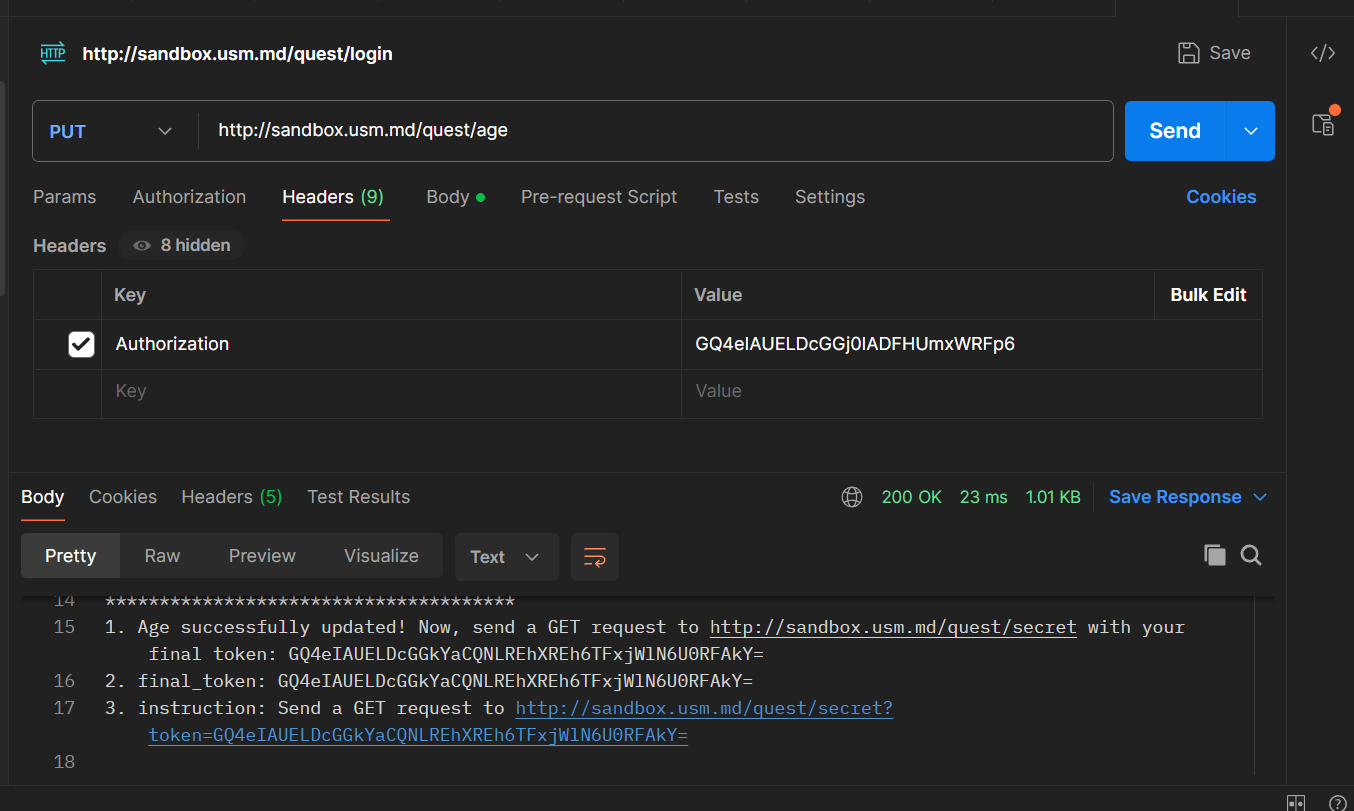 HTTP http://sandbox.usm.md/quest/login Save </>
PUT http://sandbox.usm.md/quest/age Send
Params Authorization Headers (9) Body Pre-request Script Tests Settings Cookies
Headers 8 hidden
Key Value Bulk Edit
Authorization GQ4eIAUELDcGGj0IADFHUmxWRFp6
Key Value
Body Cookies Headers (5) Test Results 200 OK 23 ms 1.01 KB Save Response
Pretty Raw Preview Visualize Text
14 **************************************
15 1. Age successfully updated! Now, send a GET request to http://sandbox.usm.md/quest/secret with your
final token: GQ4eIAUELDcGGkYaCQNLREhXREh6TFxjWlN6U0RFAkY=
16 2. final_token: GQ4eIAUELDcGGkYaCQNLREhXREh6TFxjWlN6U0RFAkY=
17 3. instruction: Send a GET request to http://sandbox.usm.md/quest/secret?
token=GQ4eIAUELDcGGkYaCQNLREhXREh6TFxjWlN6U0RFAkY=
18